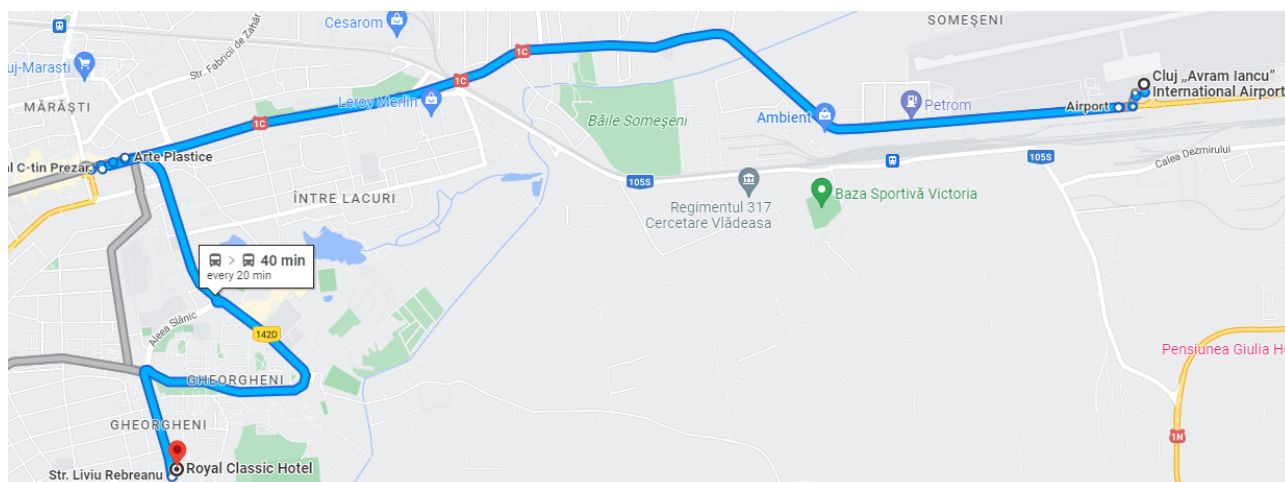 SOMEȘENI
Cesarom
1C
Str. Fabricii de Zahăr
uj-Marasti
1C
Cluj „Avram Iancu”
International Airport
MĂRĂȘTI
Leroy Merlin
Petrom
Airport
1C
Băile Someșeni
Ambient
Arte Plastice
al C-tin Prezan
105S
Calea Dezmirului
105S
ÎNTRE LACURI
Regimentul 317
Cercetare Vlădeasa
Baza Sportivă Victoria
40 min
every 20 min
Aleea Slănic
142D
Pensiunea Giulia Ho
GHEORGHENI
GHEORGHENI
1N
Royal Classic Hotel
Str. Liviu Rebreanu